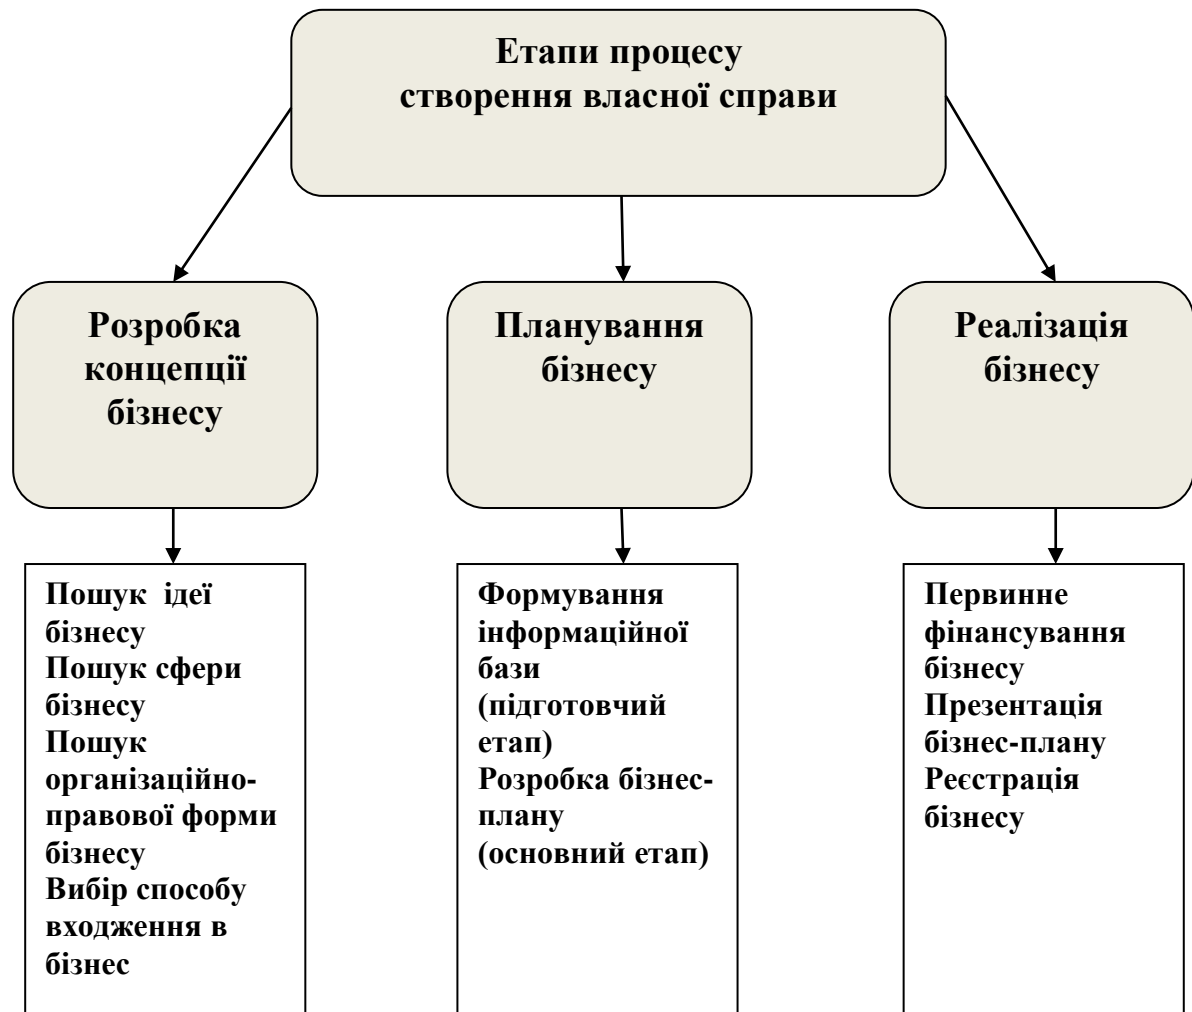 Етапи процесу
створення власної справи
Розробка
концепції
бізнесу
Планування
бізнесу
Реалізація
бізнесу
Пошук ідеї
бізнесу
Пошук сфери
бізнесу
Пошук
організаційно-
правової форми
бізнесу
Вибір способу
входження в
бізнес
Формування
інформаційної
бази
(підготовчий
етап)
Розробка бізнес-
плану
(основний етап)
Первинне
фінансування
бізнесу
Презентація
бізнес-плану
Реєстрація
бізнесу